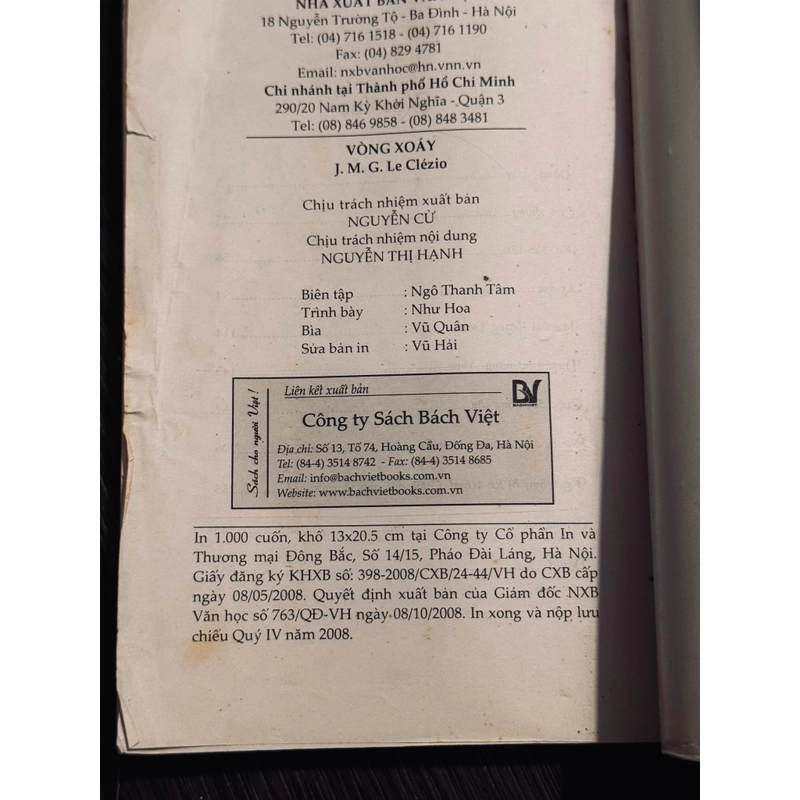 NHÀ XUẤT BẢN
18 Nguyễn Trường Tộ - Ba Đình - Hà Nội
Tel: (04) 716 1518 - (04) 716 1190
Fax: (04) 829 4781
Email: nxbvanhoc@hn.vnn.vn
Chi nhánh tại Thành phố Hồ Chí Minh
290/20 Nam Kỳ Khởi Nghĩa - Quận 3
Tel: (08) 846 9858 - (08) 848 3481
VÒNG XOÁY
J. M. G. Le Clézio
Chịu trách nhiệm xuất bản
NGUYỄN CỪ
Chịu trách nhiệm nội dung
NGUYỄN THỊ HẠNH
Biên tập : Ngô Thanh Tâm
Trình bày : Như Hoa
Bìa : Vũ Quân
Sửa bản in : Vũ Hải
Sách cho người Việt !
Liên kết xuất bản
BV
BACHVIET
Công ty Sách Bách Việt
Địa chỉ: Số 13, Tổ 74, Hoàng Cầu, Đống Đa, Hà Nội
Tel: (84-4) 3514 8742 - Fax: (84-4) 3514 8685
Email: info@bachvietbooks.com.vn
Website: www.bachvietbooks.com.vn
In 1.000 cuốn, khổ 13x20.5 cm tại Công ty Cổ phần In và
Thương mại Đông Bắc, Số 14/15, Pháo Đài Láng, Hà Nội.
Giấy đăng ký KHXB số: 398-2008/CXB/24-44/VH do CXB cấp
ngày 08/05/2008. Quyết định xuất bản của Giám đốc NXB
Văn học số 763/QĐ-VH ngày 08/10/2008. In xong và nộp lưu
chiểu Quý IV năm 2008.